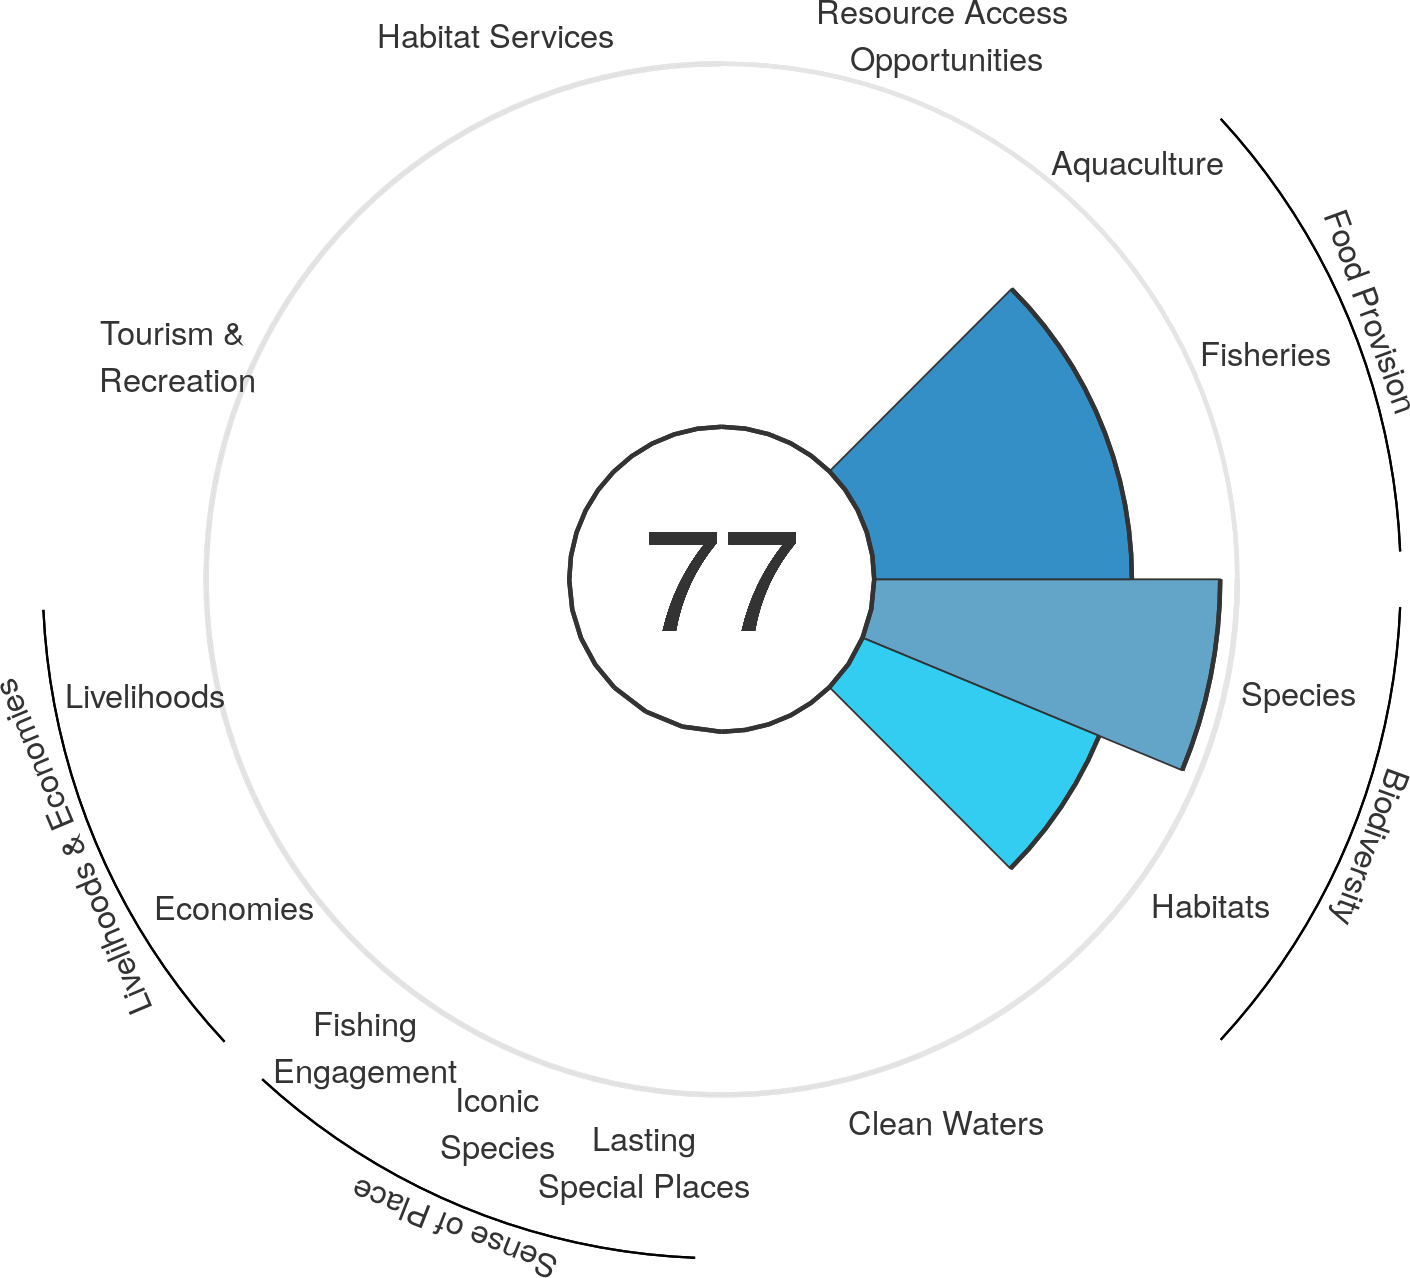 Resource Access
Opportunities
Habitat Services
Aquaculture
Food Provision
Fisheries
Tourism &
Recreation
77
Species
Livelihoods
Biodiversity
Livelihoods & Economies
Habitats
Economies
Fishing
Engagement
Iconic
Species
Clean Waters
Lasting
Special Places
Sense of Place